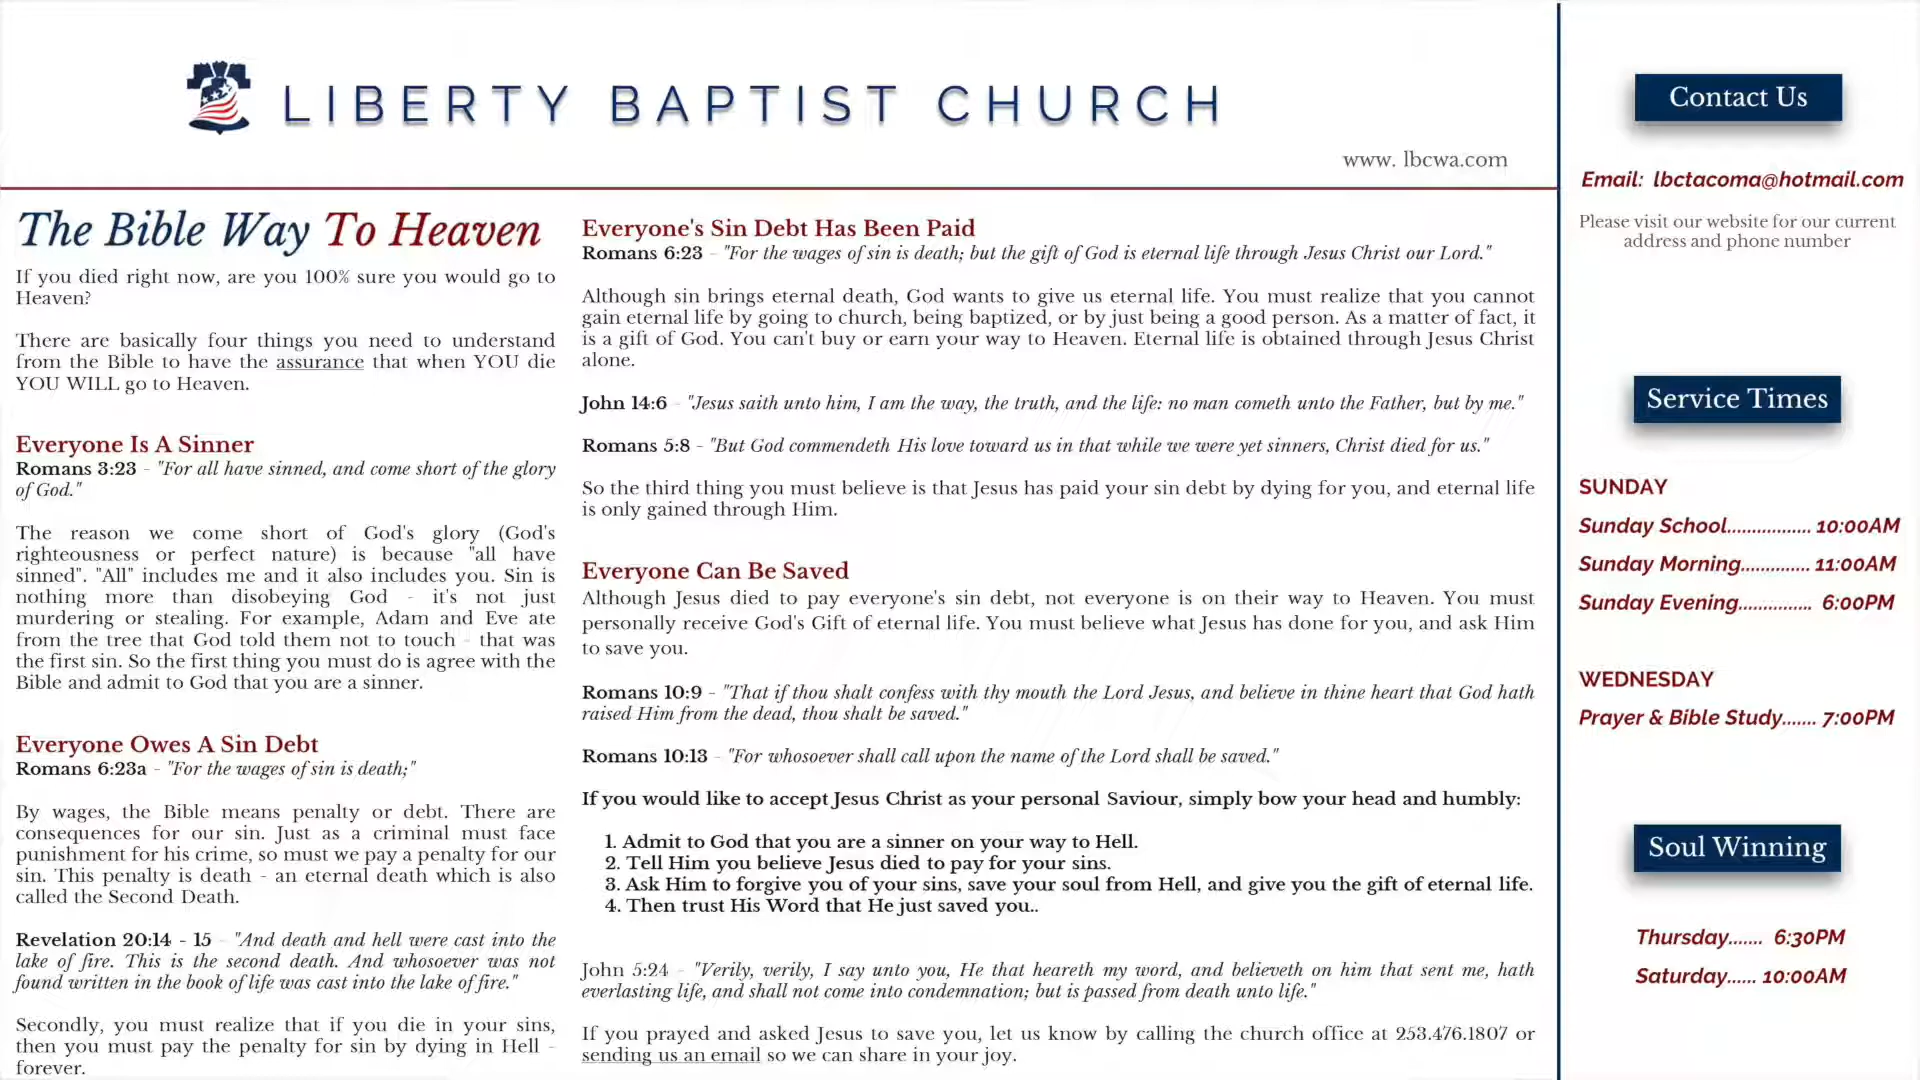 LIBERTY BAPTIST CHURCH
www. lbcwa.com
The Bible Way To Heaven
If you died right now, are you 100% sure you would go to
Heaven?
There are basically four things you need to understand
from the Bible to have the assurance that when YOU die
YOU WILL go to Heaven.
Everyone Is A Sinner
Romans 3:23 - "For all have sinned, and come short of the glory
of God."
The reason we come short of God's glory (God's
righteousness or perfect nature) is because "all have
sinned". "All" includes me and it also includes you. Sin is
nothing more than disobeying God - it's not just
murdering or stealing. For example, Adam and Eve ate
from the tree that God told them not to touch - that was
the first sin. So the first thing you must do is agree with the
Bible and admit to God that you are a sinner.
Everyone Owes A Sin Debt
Romans 6:23a - "For the wages of sin is death;"
By wages, the Bible means penalty or debt. There are
consequences for our sin. Just as a criminal must face
punishment for his crime, so must we pay a penalty for our
sin. This penalty is death - an eternal death which is also
called the Second Death.
Revelation 20:14 - 15 - "And death and hell were cast into the
lake of fire. This is the second death. And whosoever was not
found written in the book of life was cast into the lake of fire."
Secondly, you must realize that if you die in your sins,
then you must pay the penalty for sin by dying in Hell -
forever.
Everyone's Sin Debt Has Been Paid
Romans 6:23 - "For the wages of sin is death; but the gift of God is eternal life through Jesus Christ our Lord."
Although sin brings eternal death, God wants to give us eternal life. You must realize that you cannot
gain eternal life by going to church, being baptized, or by just being a good person. As a matter of fact, it
is a gift of God. You can't buy or earn your way to Heaven. Eternal life is obtained through Jesus Christ
alone.
John 14:6 - "Jesus saith unto him, I am the way, the truth, and the life: no man cometh unto the Father, but by me."
Romans 5:8 - "But God commendeth His love toward us in that while we were yet sinners, Christ died for us."
So the third thing you must believe is that Jesus has paid your sin debt by dying for you, and eternal life
is only gained through Him.
Everyone Can Be Saved
Although Jesus died to pay everyone's sin debt, not everyone is on their way to Heaven. You must
personally receive God's Gift of eternal life. You must believe what Jesus has done for you, and ask Him
to save you.
Romans 10:9 - "That if thou shalt confess with thy mouth the Lord Jesus, and believe in thine heart that God hath
raised Him from the dead, thou shalt be saved."
Romans 10:13 - "For whosoever shall call upon the name of the Lord shall be saved."
If you would like to accept Jesus Christ as your personal Saviour, simply bow your head and humbly:
1. Admit to God that you are a sinner on your way to Hell.
2. Tell Him you believe Jesus died to pay for your sins.
3. Ask Him to forgive you of your sins, save your soul from Hell, and give you the gift of eternal life.
4. Then trust His Word that He just saved you..
John 5:24 - "Verily, verily, I say unto you, He that heareth my word, and believeth on him that sent me, hath
everlasting life, and shall not come into condemnation; but is passed from death unto life."
If you prayed and asked Jesus to save you, let us know by calling the church office at 253.476.1807 or
sending us an email so we can share in your joy.
Contact Us
Email: lbctacoma@hotmail.com
Please visit our website for our current
address and phone number
Service Times
SUNDAY
Sunday School................. 10:00AM
Sunday Morning.............. 11:00AM
Sunday Evening............... 6:00PM
WEDNESDAY
Prayer & Bible Study....... 7:00PM
Soul Winning
Thursday....... 6:30PM
Saturday...... 10:00AM